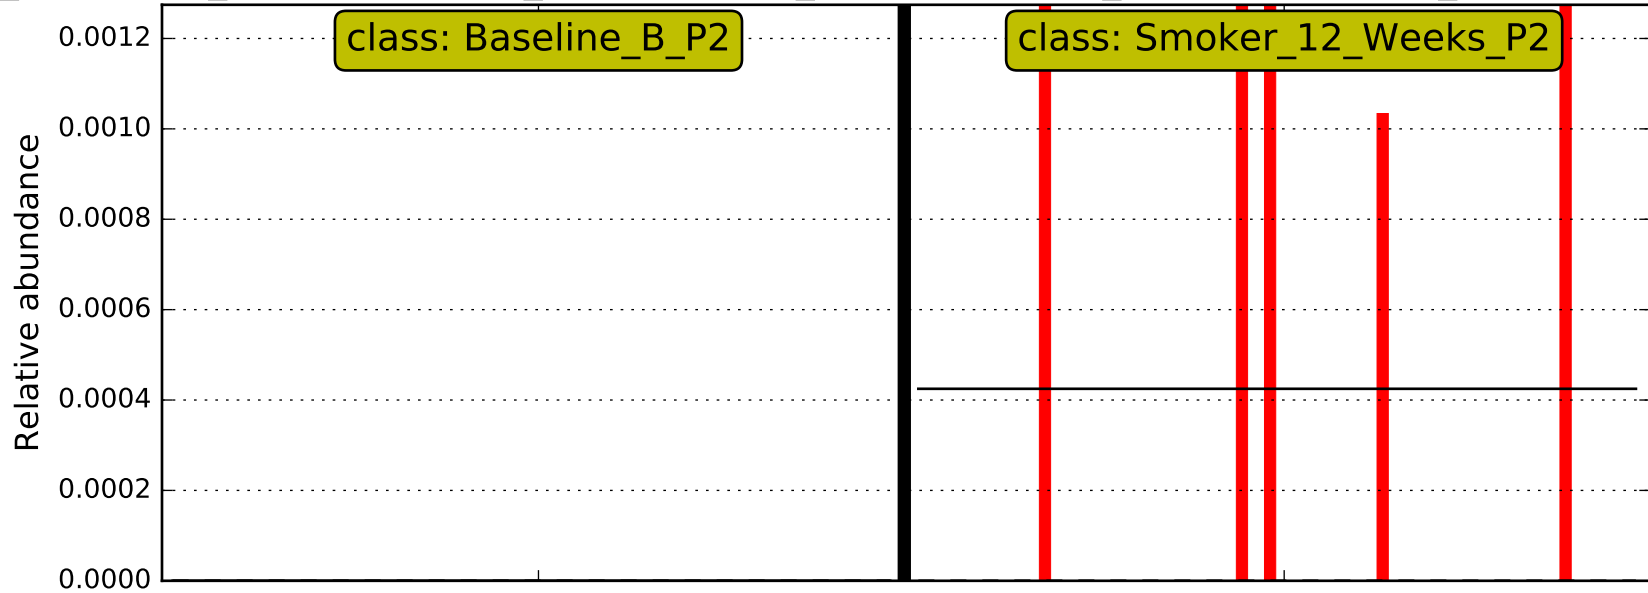 class: Baseline_B_P2
class: Smoker_12_Weeks_P2
Relative abundance
0.0012
0.0010
0.0008
0.0006
0.0004
0.0002
0.0000